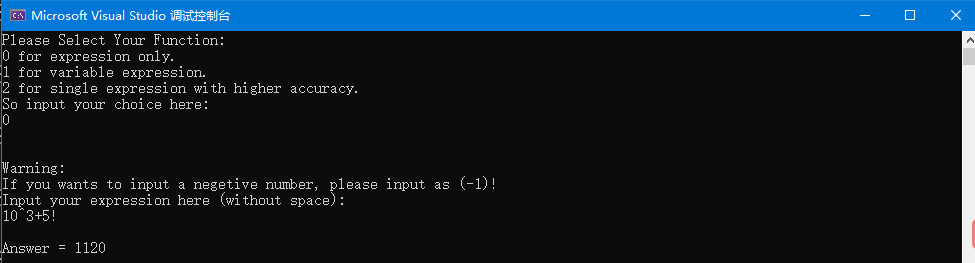 Microsoft Visual Studio 调试控制台
Please Select Your Function:
0 for expression only.
1 for variable expression.
2 for single expression with higher accuracy.
So input your choice here:
0
Warning:
If you wants to input a negetive number, please input as (-1)!
Input your expression here (without space):
10^3+5!
Answer = 1120